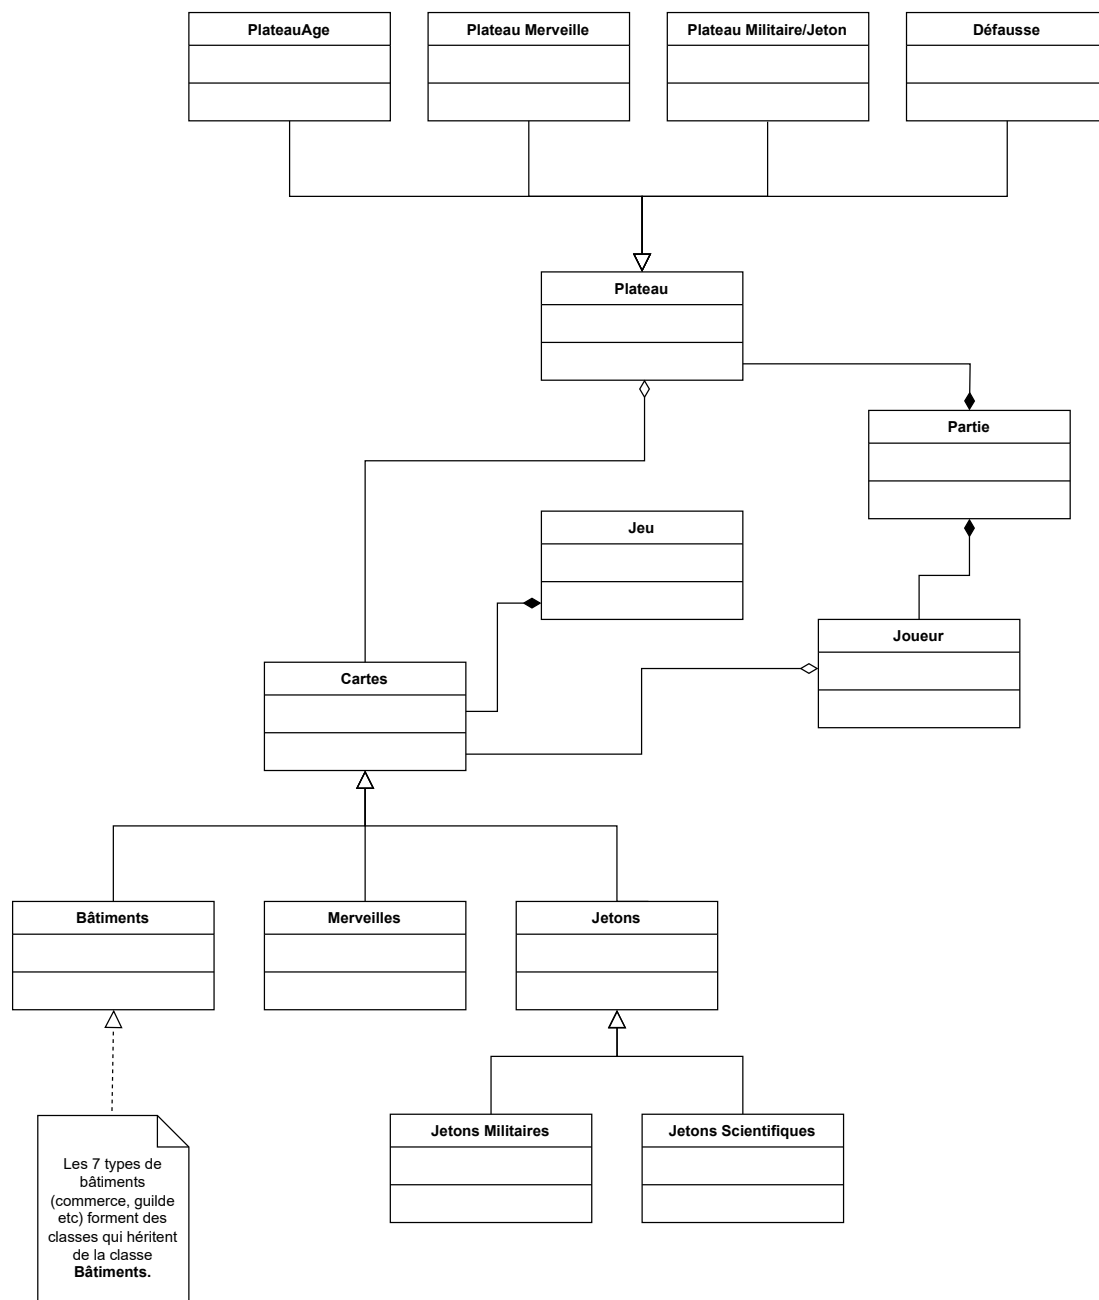 PlateauAge
Plateau Merveille
Plateau Militaire/Jeton
Défausse
Plateau
Partie
Jeu
Joueur
Cartes
Bâtiments
Merveilles
Jetons
Jetons Militaires
Jetons Scientifiques
Les 7 types de
bâtiments
(commerce, guilde
etc) forment des
classes qui héritent
de la classe
Bâtiments.